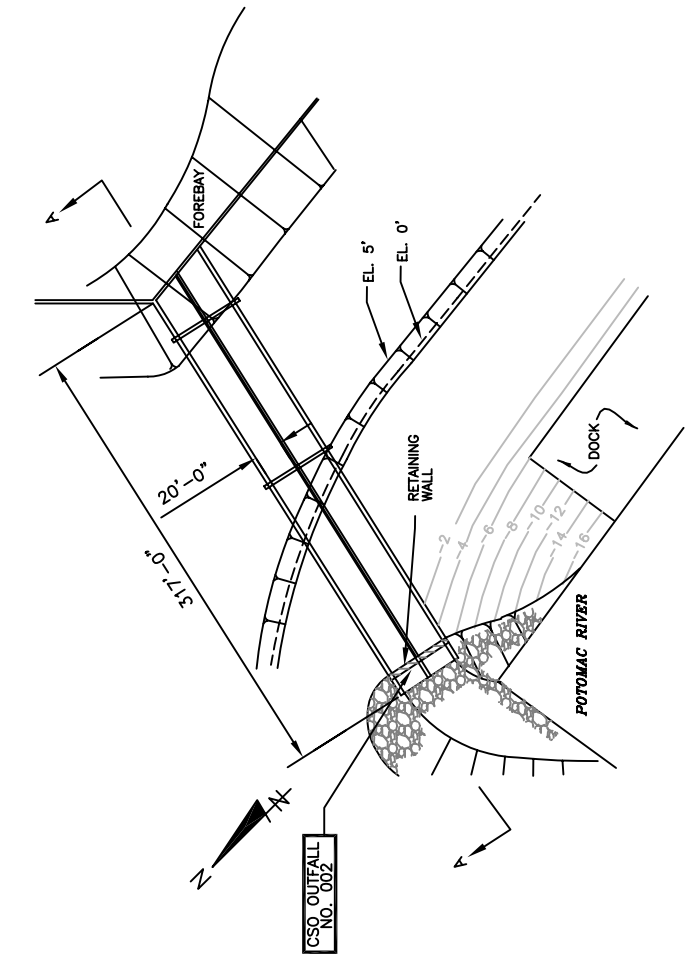 A
FOREBAY
EL. 5'
EL. 0'
20'-0"
317'-0"
RETAINING
WALL
DOCK
-2
-4
-6
-8
-10
-12
-14
-16
POTOMAC RIVER
N
N
A
CSO OUTFALL
NO. 002